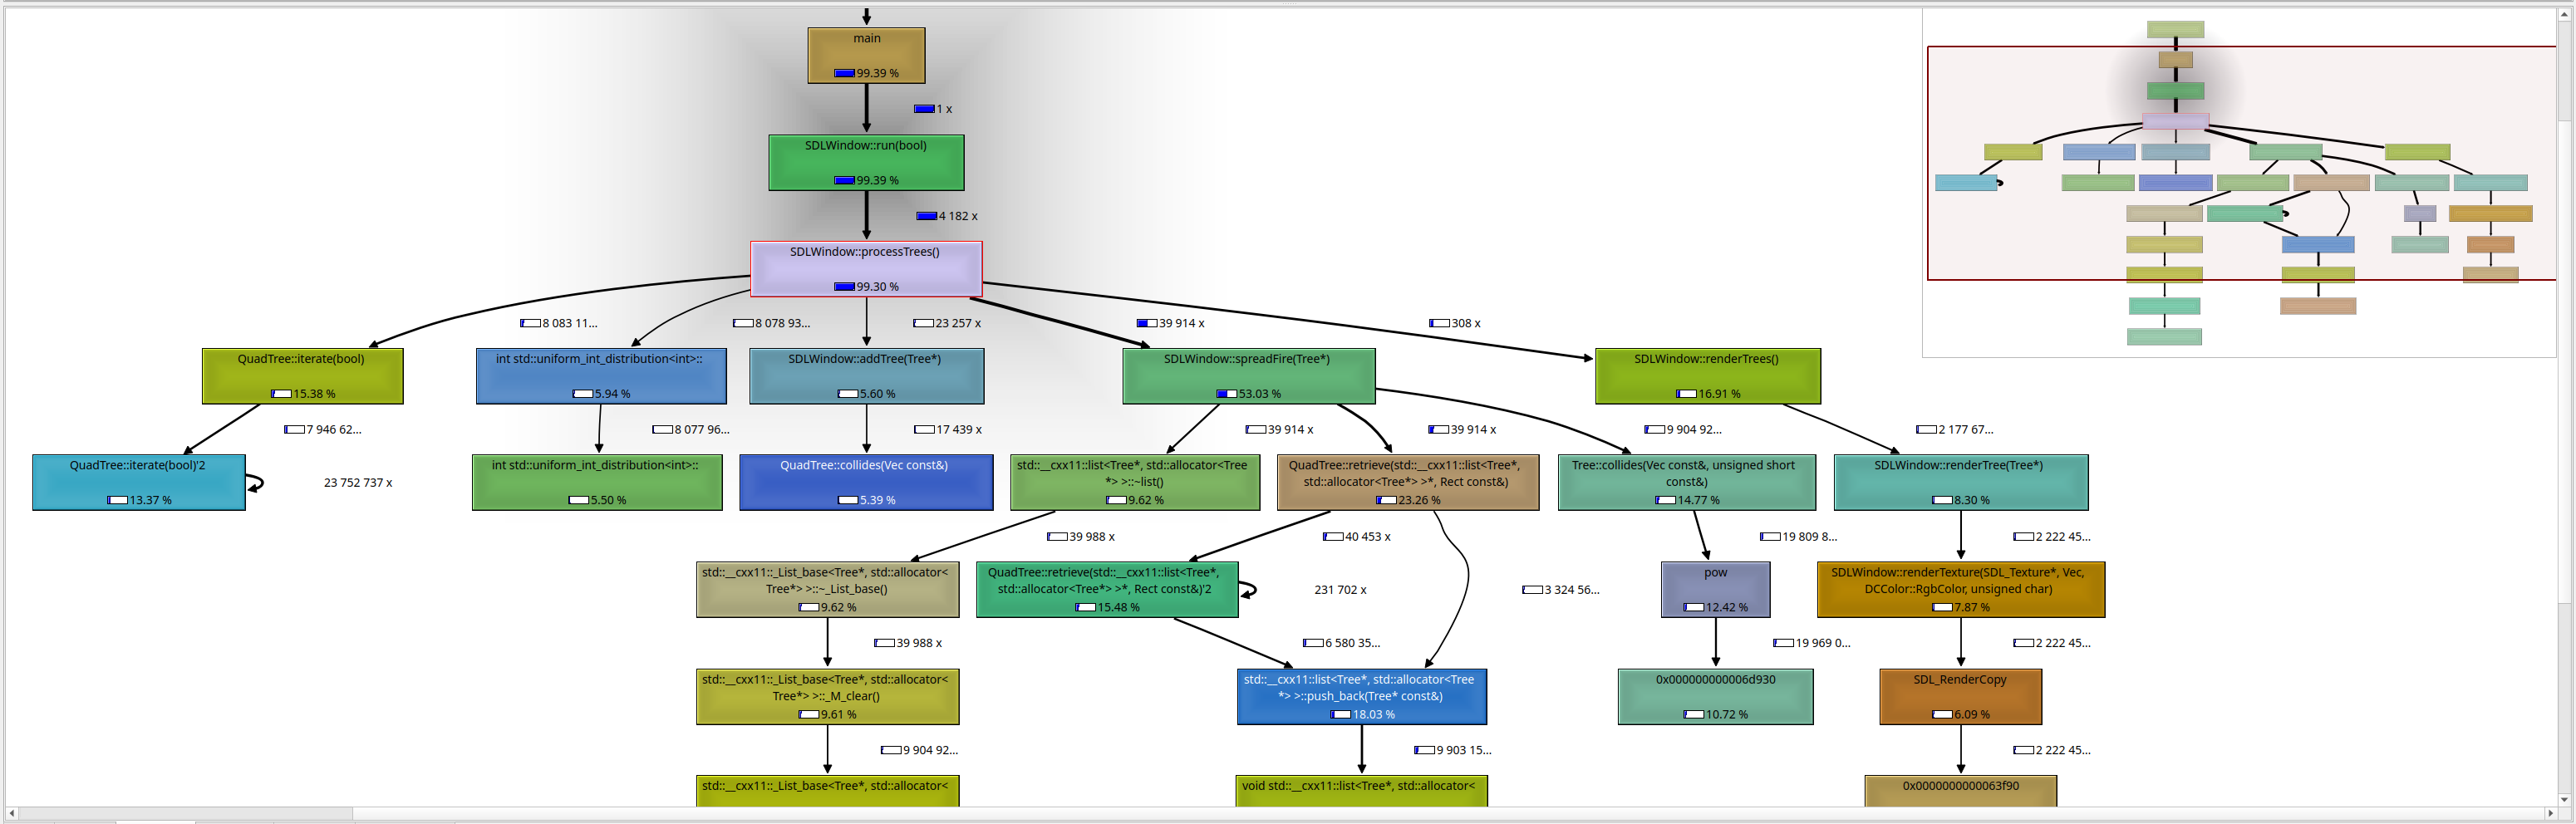 main
99.39 %
1 x
SDLWindow::run(bool)
99.39 %
4 182 x
SDLWindow::processTrees()
99.30 %
8 083 11...
8 078 93...
23 257 x
39 914 x
308 x
QuadTree::iterate(bool)
15.38 %
int std::uniform_int_distribution<int>::
5.94 %
SDLWindow::addTree(Tree*)
5.60 %
SDLWindow::spreadFire(Tree*)
53.03 %
SDLWindow::renderTrees()
16.91 %
7 946 62...
8 077 96...
17 439 x
39 914 x
39 914 x
9 904 92...
2 177 67...
QuadTree::iterate(bool)'2
13.37 %
23 752 737 x
int std::uniform_int_distribution<int>::
5.50 %
QuadTree::collides(Vec const&)
5.39 %
std::__cxx11::list<Tree*, std::allocator<Tree
*> >::~list()
9.62 %
QuadTree::retrieve(std::__cxx11::list<Tree*,
std::allocator<Tree*> >*, Rect const&)
23.26 %
Tree::collides(Vec const&, unsigned short
const&)
14.77 %
SDLWindow::renderTree(Tree*)
8.30 %
39 988 x
40 453 x
19 809 8...
2 222 45...
std::__cxx11::_List_base<Tree*, std::allocator<
Tree*> >::~_List_base()
9.62 %
QuadTree::retrieve(std::__cxx11::list<Tree*,
std::allocator<Tree*> >*, Rect const&)'2
15.48 %
231 702 x
3 324 56...
pow
12.42 %
SDLWindow::renderTexture(SDL_Texture*, Vec,
DCColor::RgbColor, unsigned char)
7.87 %
39 988 x
6 580 35...
19 969 0...
2 222 45...
std::__cxx11::_List_base<Tree*, std::allocator<
Tree*> >::_M_clear()
9.61 %
std::__cxx11::list<Tree*, std::allocator<Tree
*> >::push_back(Tree* const&)
18.03 %
0x000000000006d930
10.72 %
SDL_RenderCopy
6.09 %
9 904 92...
9 903 15...
2 222 45...
std::__cxx11::_List_base<Tree*, std::allocator<
void std::__cxx11::list<Tree*, std::allocator<
0x0000000000063f90